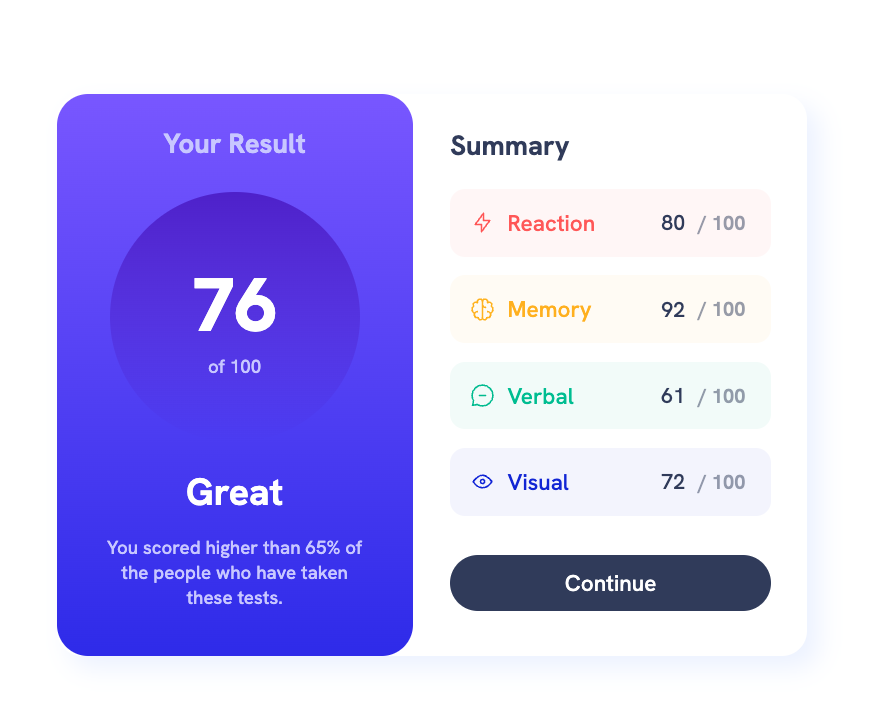 Your Result
76
of 100
Great
You scored higher than 65% of
the people who have taken
these tests.
Summary
Reaction 80 / 100
Memory 92 / 100
Verbal 61 / 100
Visual 72 / 100
Continue